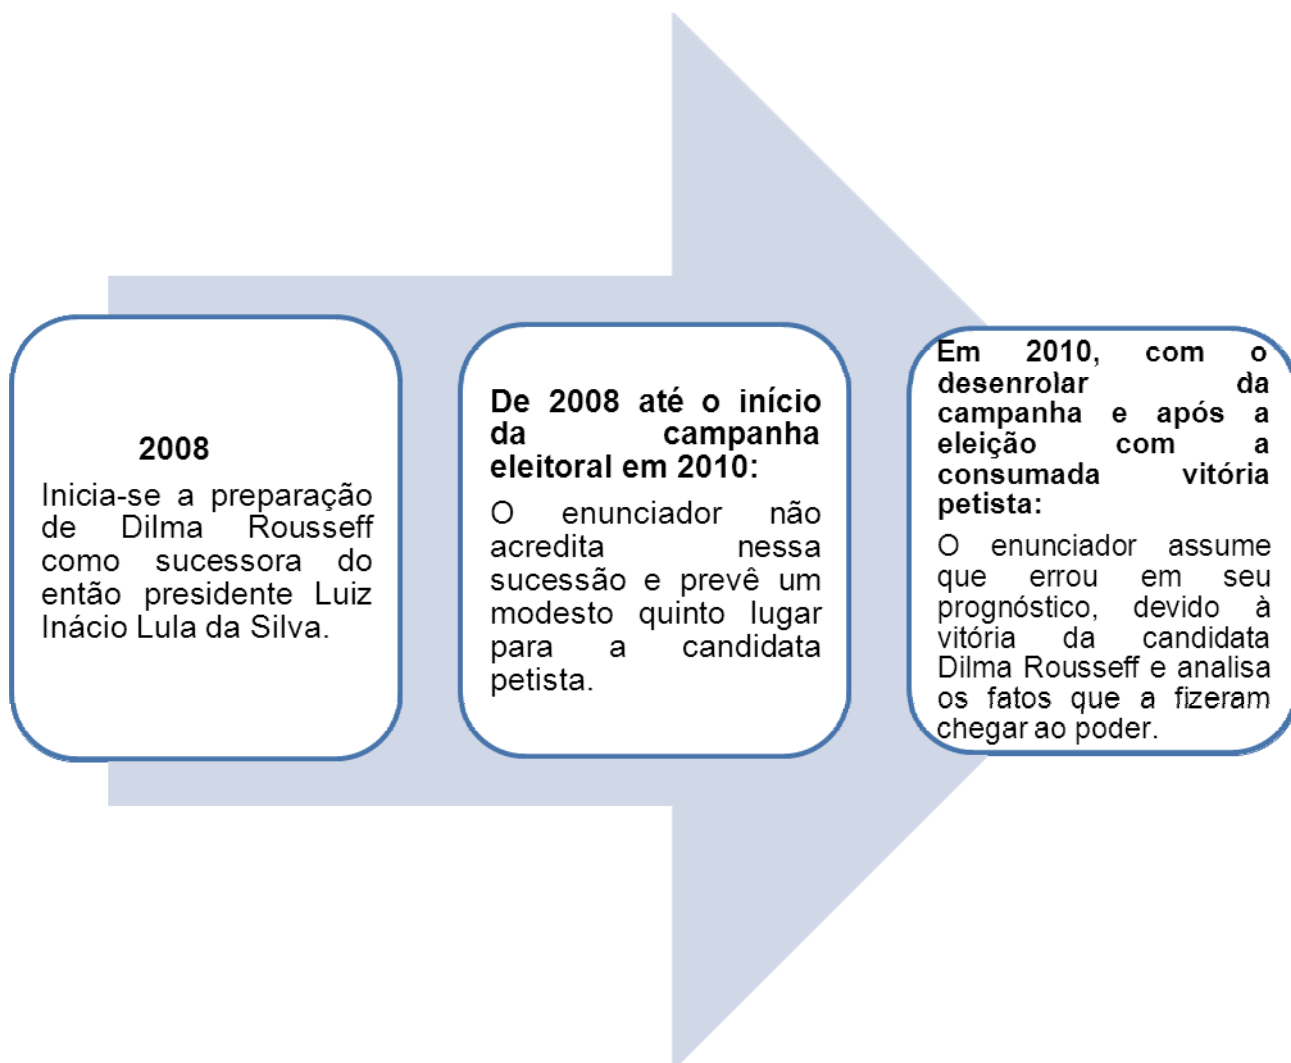 2008
Inicia-se a preparação
de Dilma Rousseff
como sucessora do
então presidente Luiz
Inácio Lula da Silva.
De 2008 até o início
da campanha
eleitoral em 2010:
O enunciador não
acredita nessa
sucessão e prevê um
modesto quinto lugar
para a candidata
petista.
Em 2010, com o
desenrolar da
campanha e após a
eleição com a
consumada vitória
petista:
O enunciador assume
que errou em seu
prognóstico, devido à
vitória da candidata
Dilma Rousseff e analisa
os fatos que a fizeram
chegar ao poder.